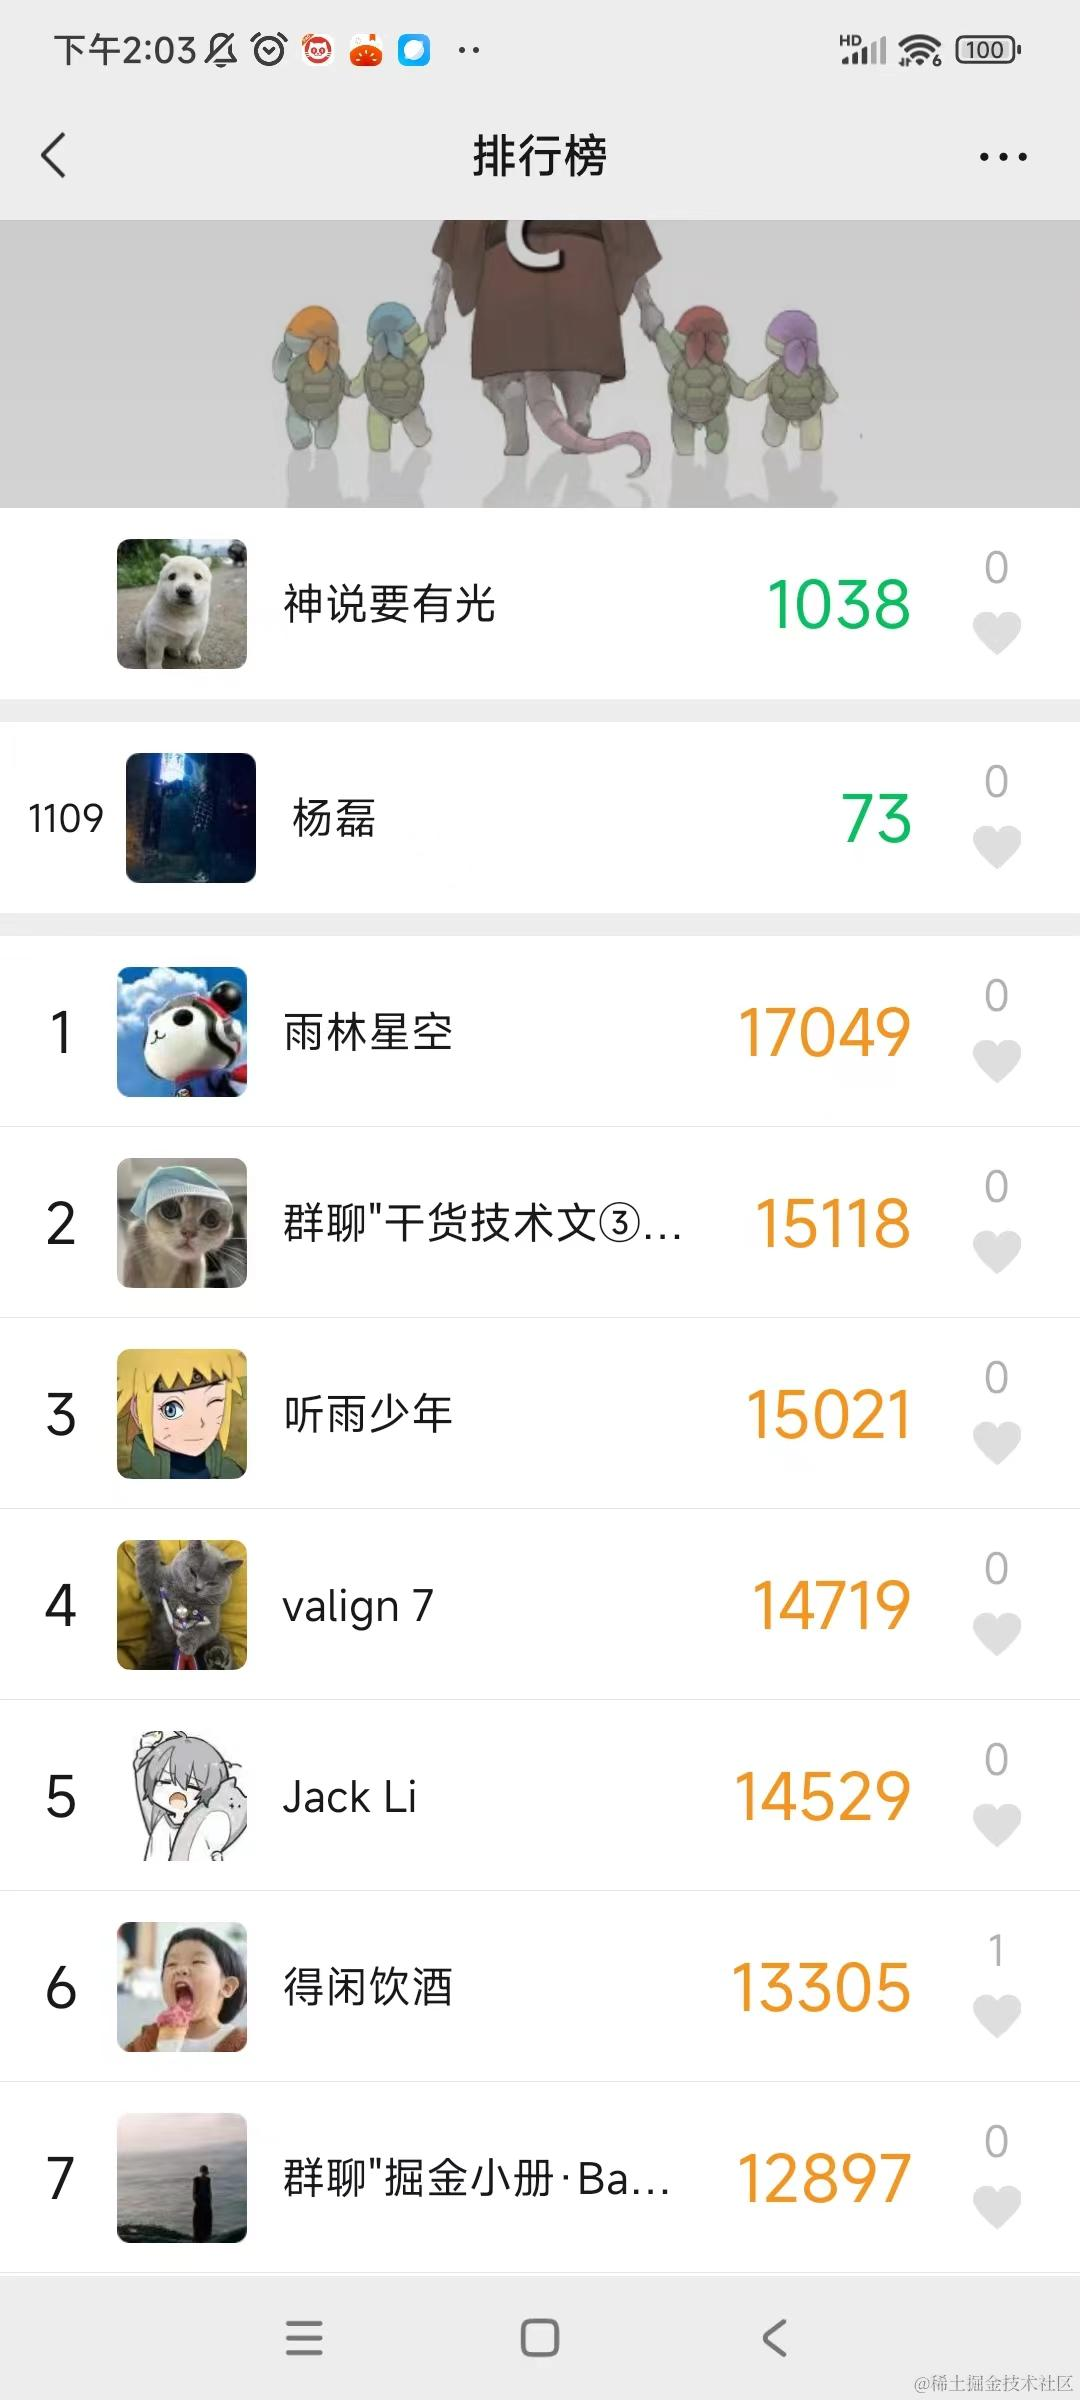 下午2:03
HD
6
100
排行榜
C
神说要有光
1038
0
1109
杨磊
73
0
1
雨林星空
17049
0
2
群聊"干货技术文③...
15118
0
3
听雨少年
15021
0
4
valign 7
14719
0
5
Jack Li
14529
0
6
得闲饮酒
13305
1
7
群聊"掘金小册·Ba...
12897
0
@稀土掘金技术社区